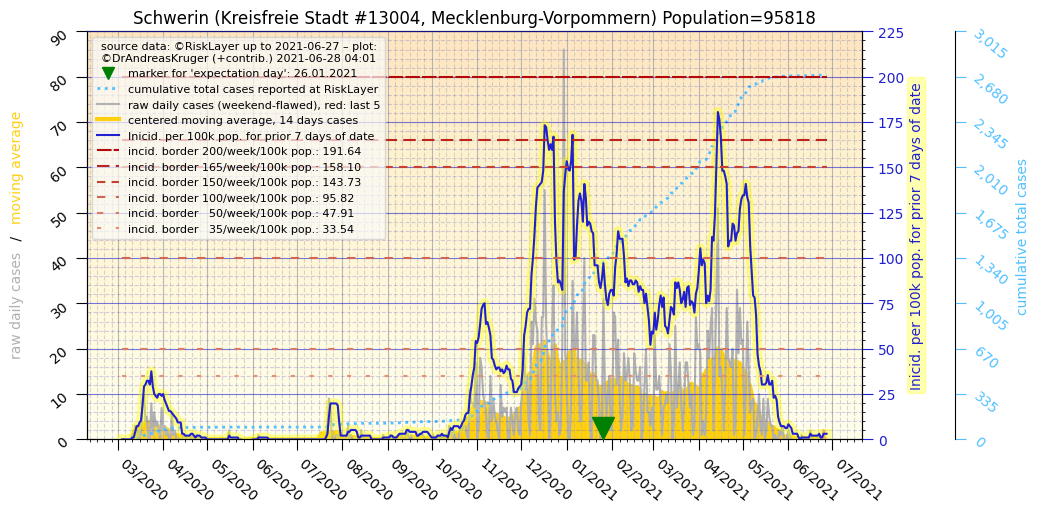 Schwerin (Kreisfreie Stadt #13004, Mecklenburg-Vorpommern) Population=95818
source data: ©RiskLayer up to 2021-06-27 – plot:
©DrAndreasKruger (+contrib.) 2021-06-28 04:01
marker for 'expectation day': 26.01.2021
cumulative total cases reported at RiskLayer
raw daily cases (weekend-flawed), red: last 5
centered moving average, 14 days cases
Inicid. per 100k pop. for prior 7 days of date
incid. border 200/week/100k pop.: 191.64
incid. border 165/week/100k pop.: 158.10
incid. border 150/week/100k pop.: 143.73
incid. border 100/week/100k pop.: 95.82
incid. border   50/week/100k pop.: 47.91
incid. border   35/week/100k pop.: 33.54
raw daily cases  /  moving average
90
80
70
60
50
40
30
20
10
0
225
200
175
150
125
100
75
50
25
0
Inicid. per 100k pop. for prior 7 days of date
3,015
2,680
2,345
2,010
1,675
1,340
1,005
670
335
0
cumulative total cases
03/2020
04/2020
05/2020
06/2020
07/2020
08/2020
09/2020
10/2020
11/2020
12/2020
01/2021
02/2021
03/2021
04/2021
05/2021
06/2021
07/2021